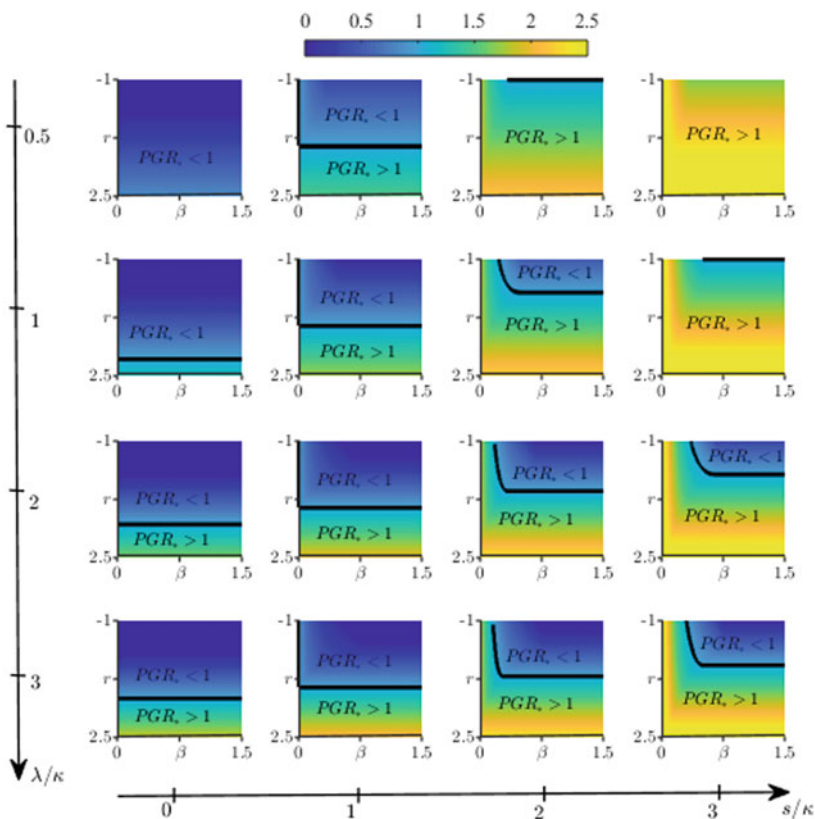 0 0.5 1 1.5 2 2.5
-1 -1 -1 -1
0.5 PGR* < 1 PGR* < 1
r r PGR* > 1 r PGR* > 1 r PGR* > 1
2.5 2.5 2.5 2.5
0 β 1.5 0 β 1.5 0 β 1.5 0 β 1.5
-1 -1 -1 PGR* < 1 -1
1 r PGR* < 1 r PGR* < 1 r PGR* > 1 r PGR* > 1
PGR* > 1
2.5 2.5 2.5 2.5
0 β 1.5 0 β 1.5 0 β 1.5 0 β 1.5
-1 -1 -1 -1 PGR* < 1
2 r PGR* < 1 r PGR* < 1 r PGR* < 1 r
PGR* > 1 PGR* > 1 PGR* > 1 PGR* > 1
2.5 2.5 2.5 2.5
0 β 1.5 0 β 1.5 0 β 1.5 0 β 1.5
-1 -1 -1 -1
3 r PGR* < 1 r PGR* < 1 r PGR* < 1 r PGR* < 1
PGR* > 1 PGR* > 1 PGR* > 1 PGR* > 1
2.5 2.5 2.5 2.5
0 β 1.5 0 β 1.5 0 β 1.5 0 β 1.5
λ/κ
0 1 2 3 s/κ